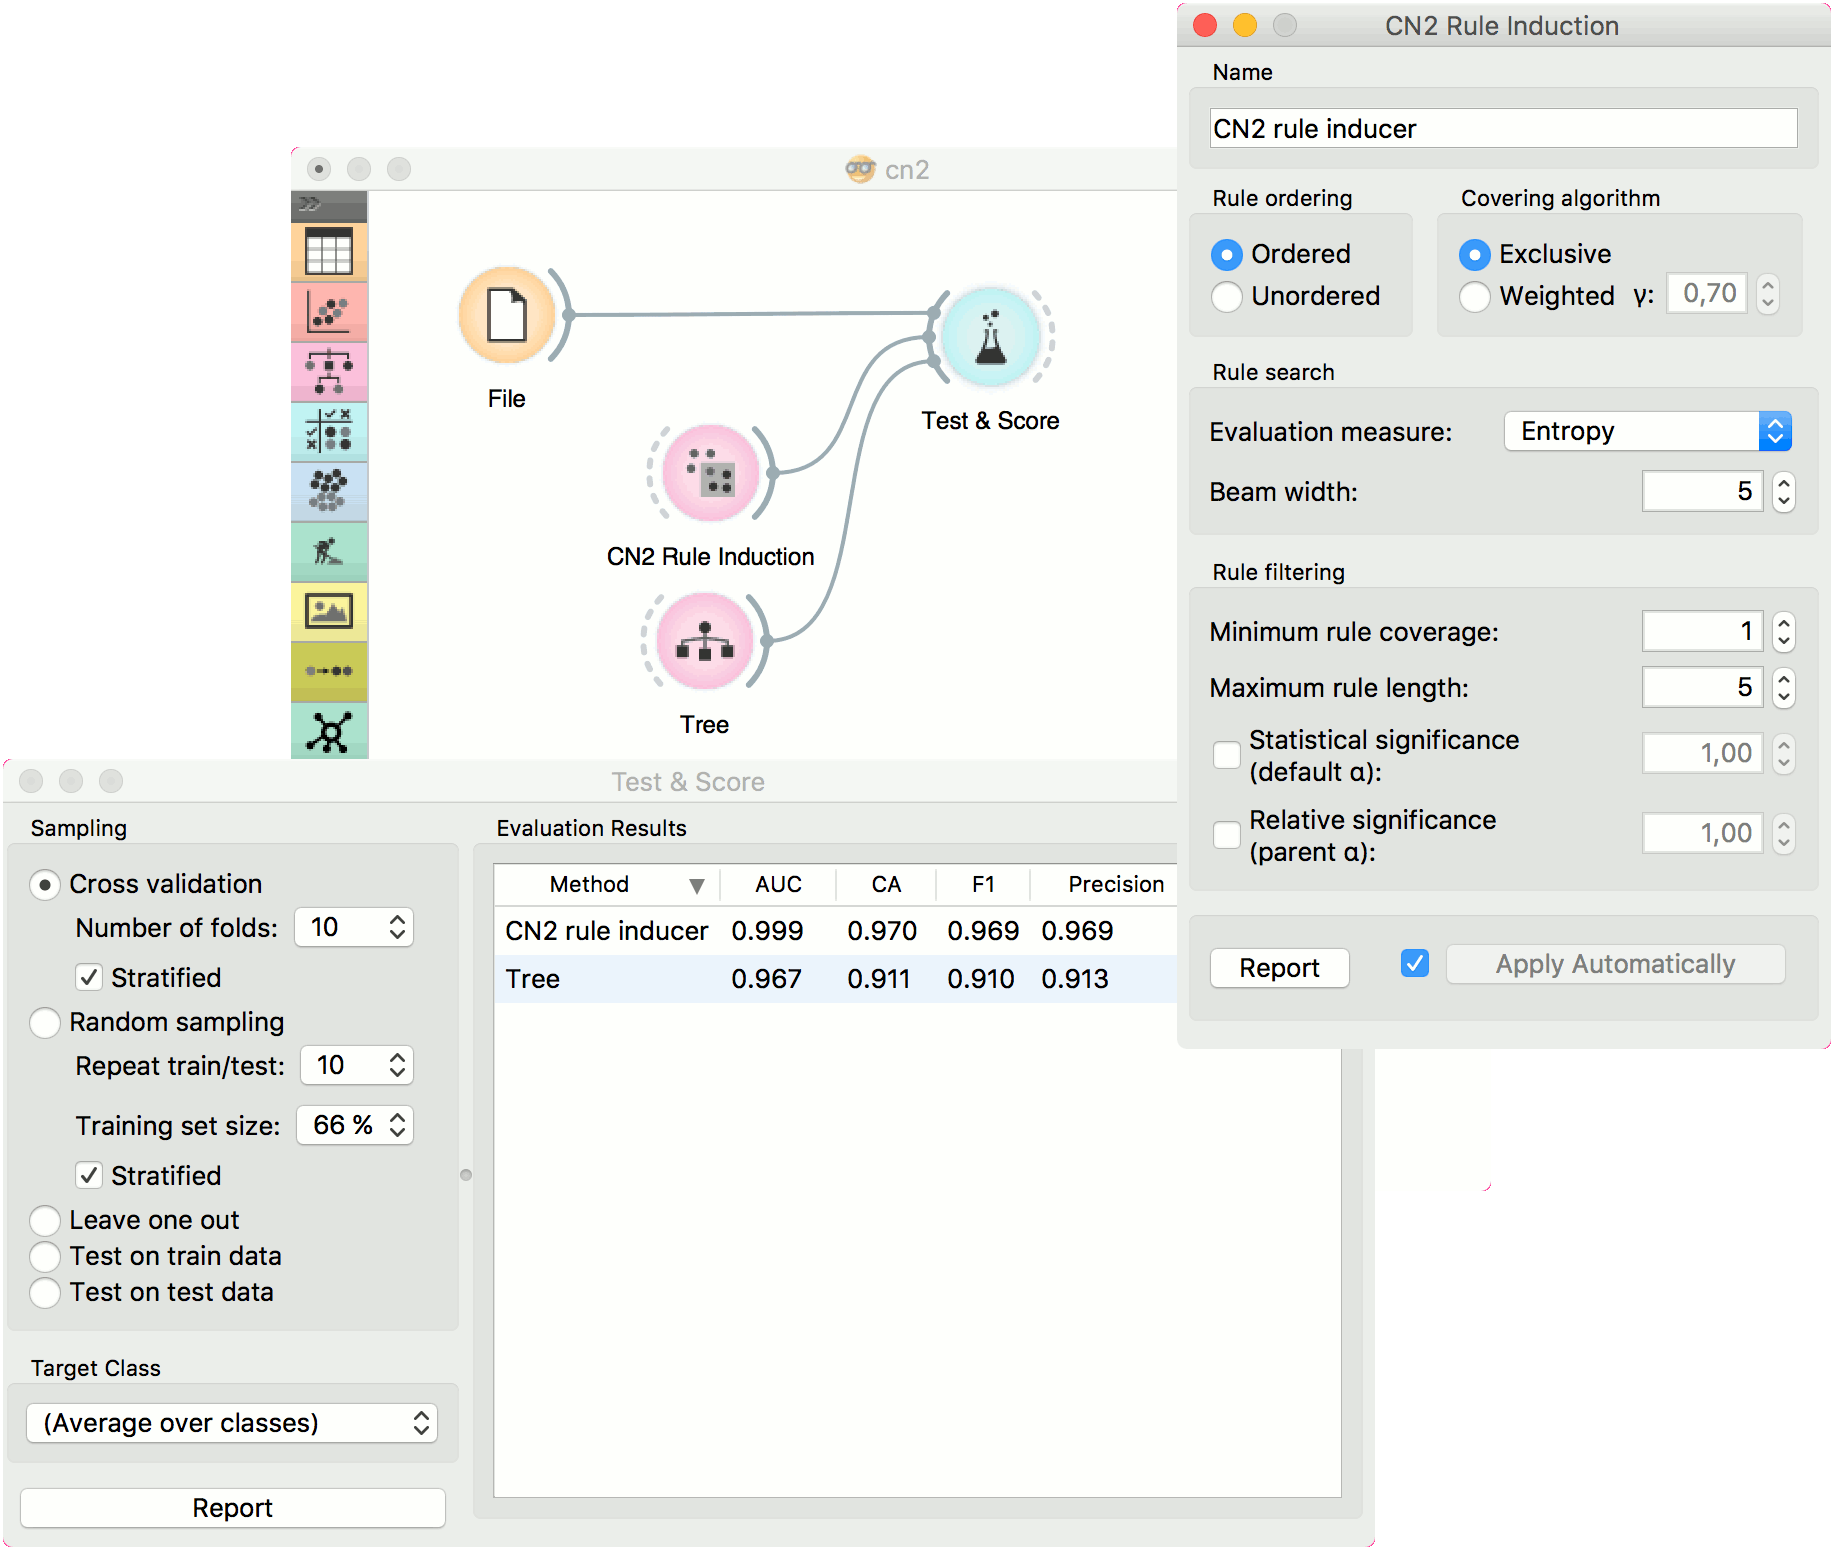 CN2 Rule Induction
Name
CN2 rule inducer
Rule ordering
Covering algorithm
Ordered
Unordered
Exclusive
Weighted γ: 0,70
Rule search
Evaluation measure: Entropy
Beam width: 5
Rule filtering
Minimum rule coverage: 1
Maximum rule length: 5
Statistical significance
(default α): 1,00
Relative significance
(parent α): 1,00
Report
Apply Automatically
cn2
File
Test & Score
CN2 Rule Induction
Tree
Test & Score
Sampling
Cross validation
Number of folds: 10
Stratified
Random sampling
Repeat train/test: 10
Training set size: 66 %
Stratified
Leave one out
Test on train data
Test on test data
Target Class
(Average over classes)
Report
Evaluation Results
Method AUC CA F1 Precision
CN2 rule inducer 0.999 0.970 0.969 0.969
Tree 0.967 0.911 0.910 0.913